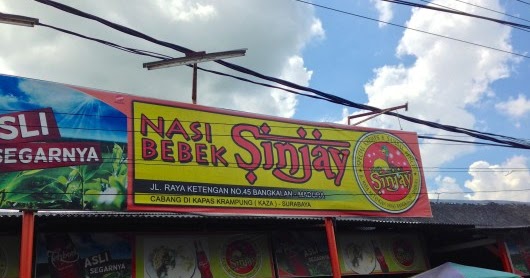 ASLI
SEGARNYA
NASI
BEBEK
Sinjay
Sinjay
JL. RAYA KETENGAN NO.45 BANGKALAN - MADURA
CABANG DI KAPAS KRAMPUNG ( KAZA ) - SURABAYA
ASLI
SEGARNYA